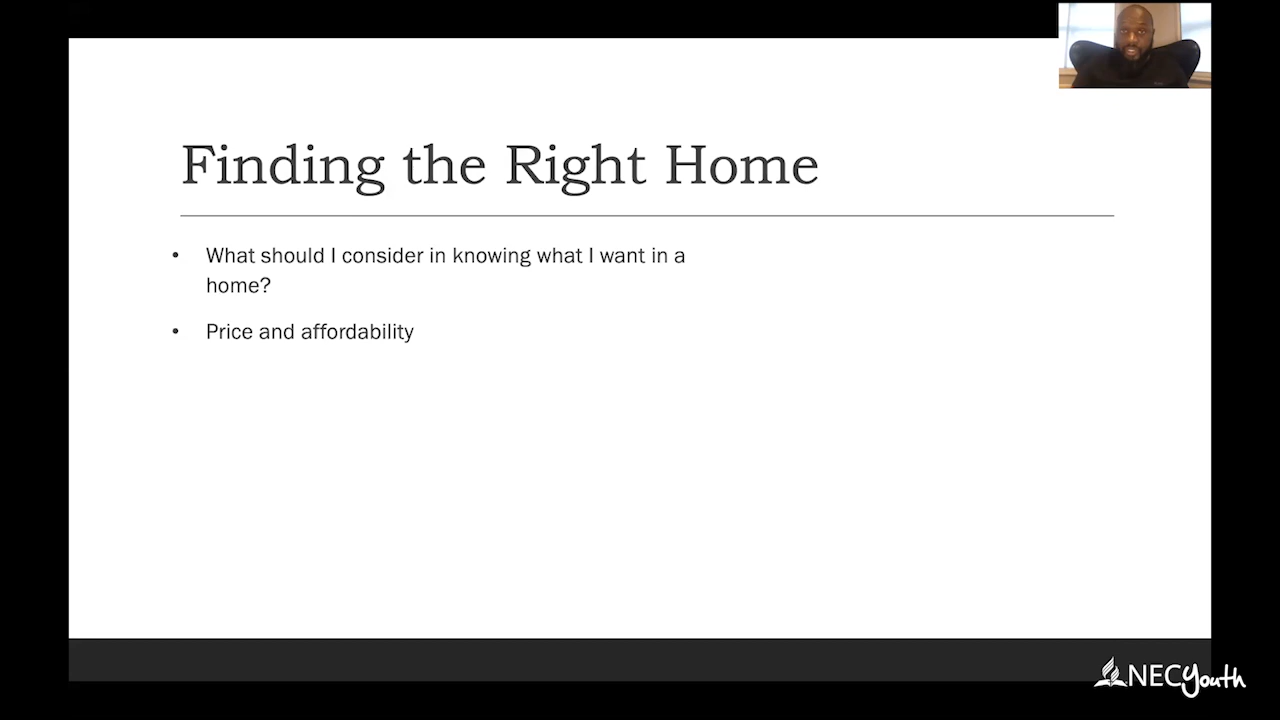 Finding the Right Home
• What should I consider in knowing what I want in a
home?
• Price and affordability
NECYouth